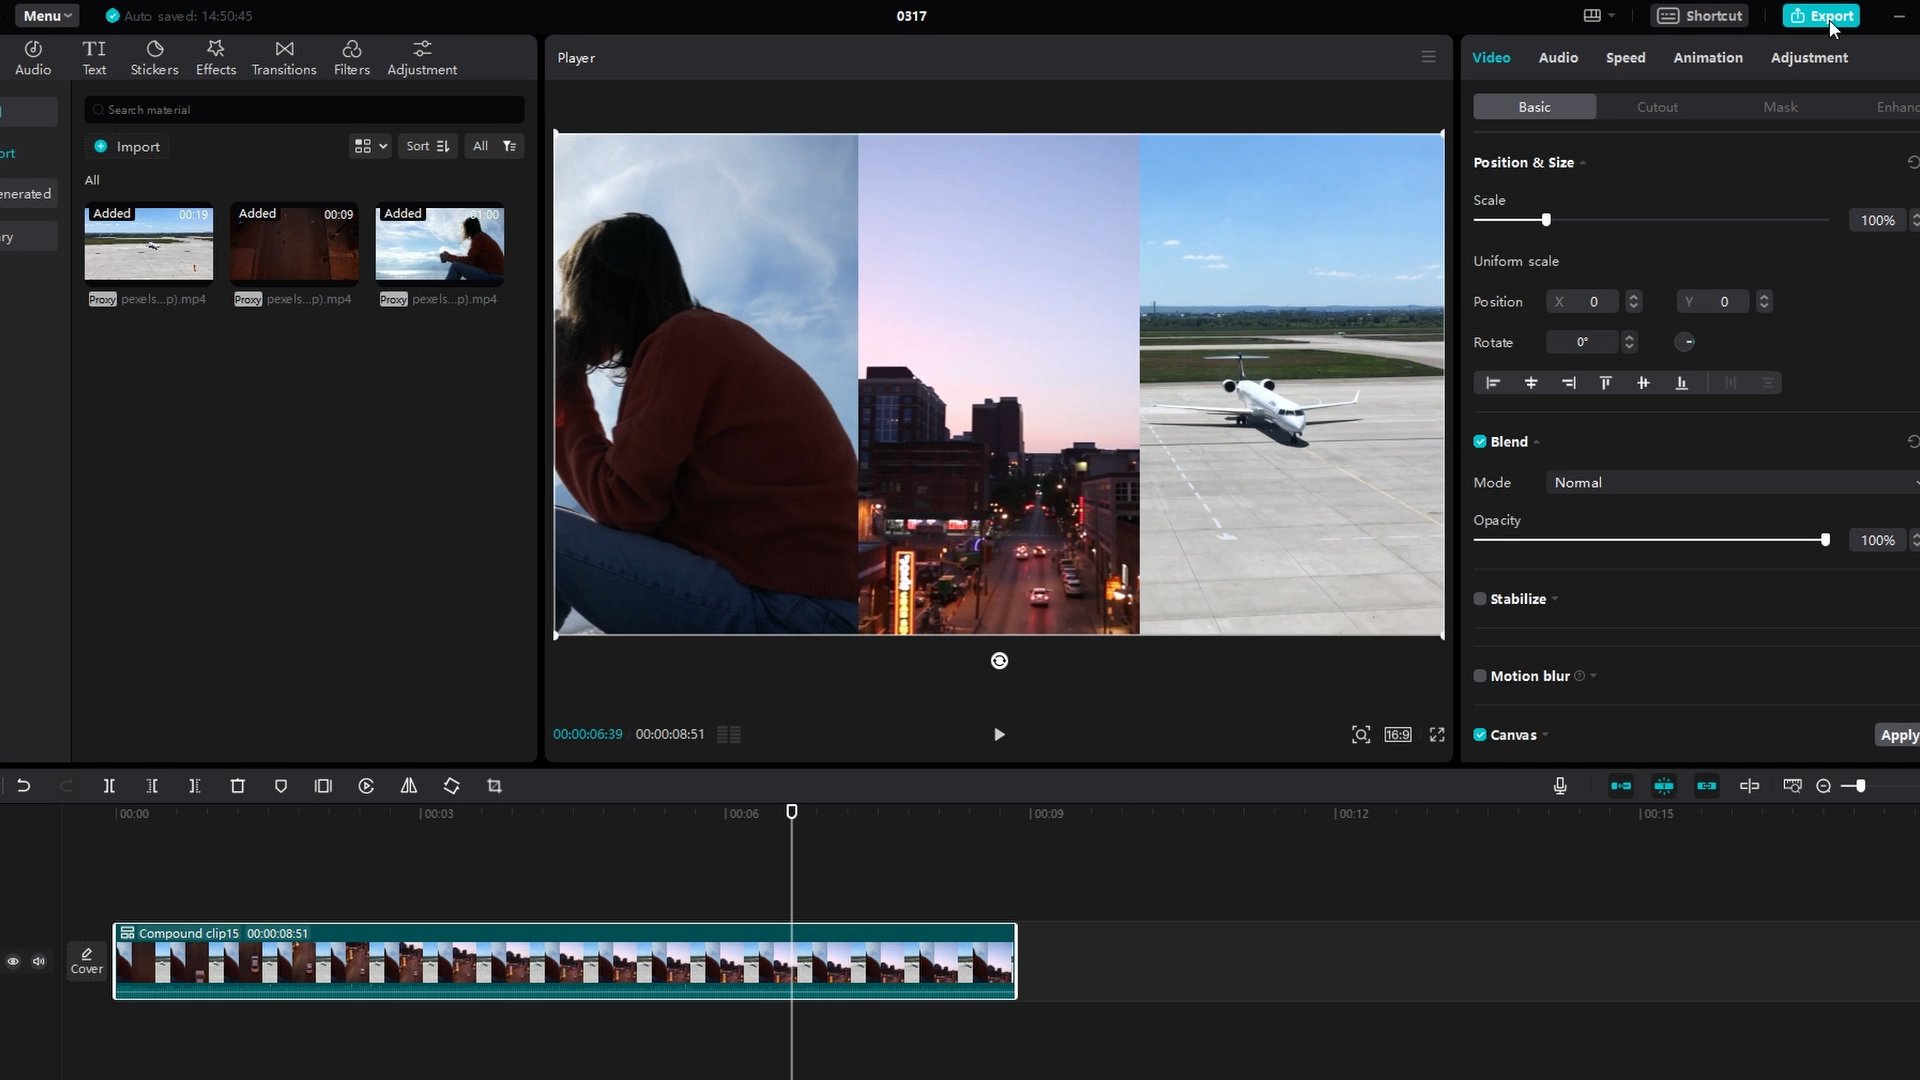 Menu Auto saved: 14:50:45 0317 Shortcut Export
Audio Text Stickers Effects Transitions Filters Adjustment
Player
Video Audio Speed Animation Adjustment
Basic Cutout Mask Enhanc
Search material
Import Sort All
ort
All
enerated
ry
Added 00:19 Added 00:09 Added 01:00
Proxy pexels...p).mp4 Proxy pexels...p).mp4 Proxy pexels...p).mp4
Position & Size
Scale
100%
Uniform scale
Position X 0 Y 0
Rotate 0°
Blend
Mode Normal
Opacity
100%
Stabilize
Motion blur
Canvas Apply
00:00:06:39 00:00:08:51 16:9
00:00 00:03 00:06 00:09 00:12 00:15
Cover
Compound clip15 00:00:08:51